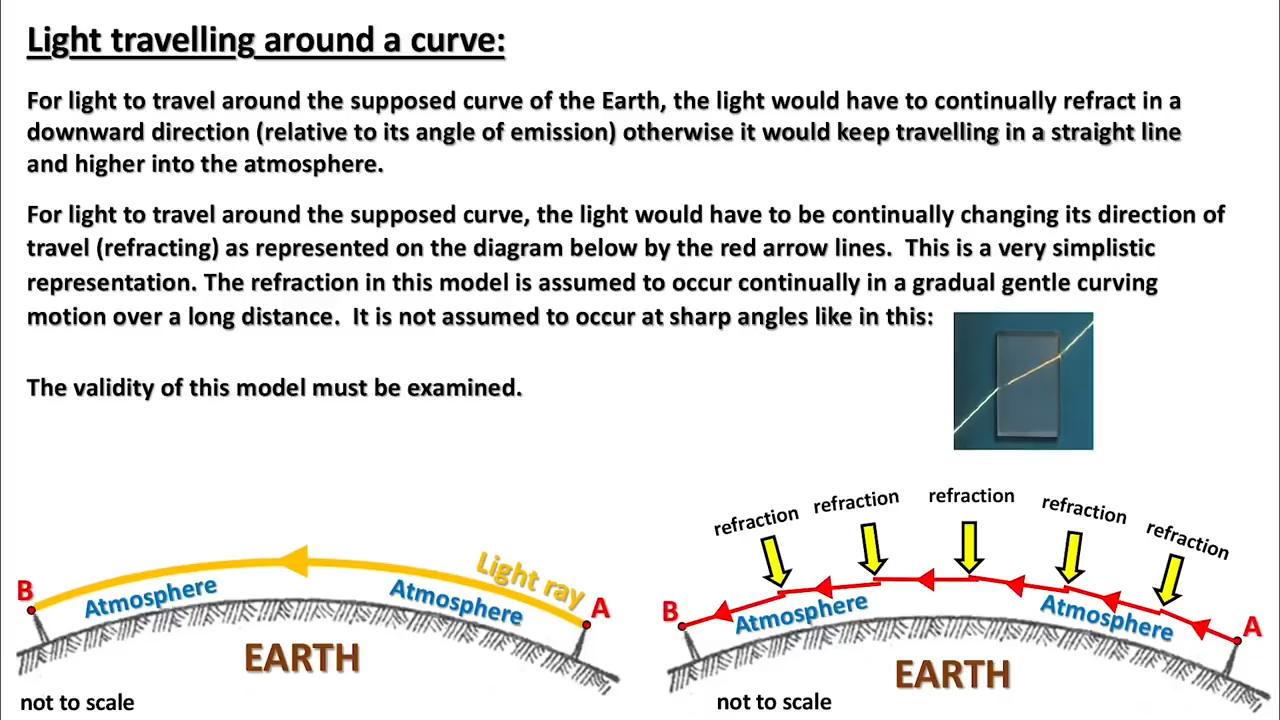 Light travelling around a curve:
For light to travel around the supposed curve of the Earth, the light would have to continually refract in a
downward direction (relative to its angle of emission) otherwise it would keep travelling in a straight line
and higher into the atmosphere.
For light to travel around the supposed curve, the light would have to be continually changing its direction of
travel (refracting) as represented on the diagram below by the red arrow lines.  This is a very simplistic
representation. The refraction in this model is assumed to occur continually in a gradual gentle curving
motion over a long distance.  It is not assumed to occur at sharp angles like in this:
The validity of this model must be examined.
B
Atmosphere
Atmosphere
Light ray
A
EARTH
not to scale
refraction
refraction
refraction
refraction
refraction
B
Atmosphere
Atmosphere
A
EARTH
not to scale